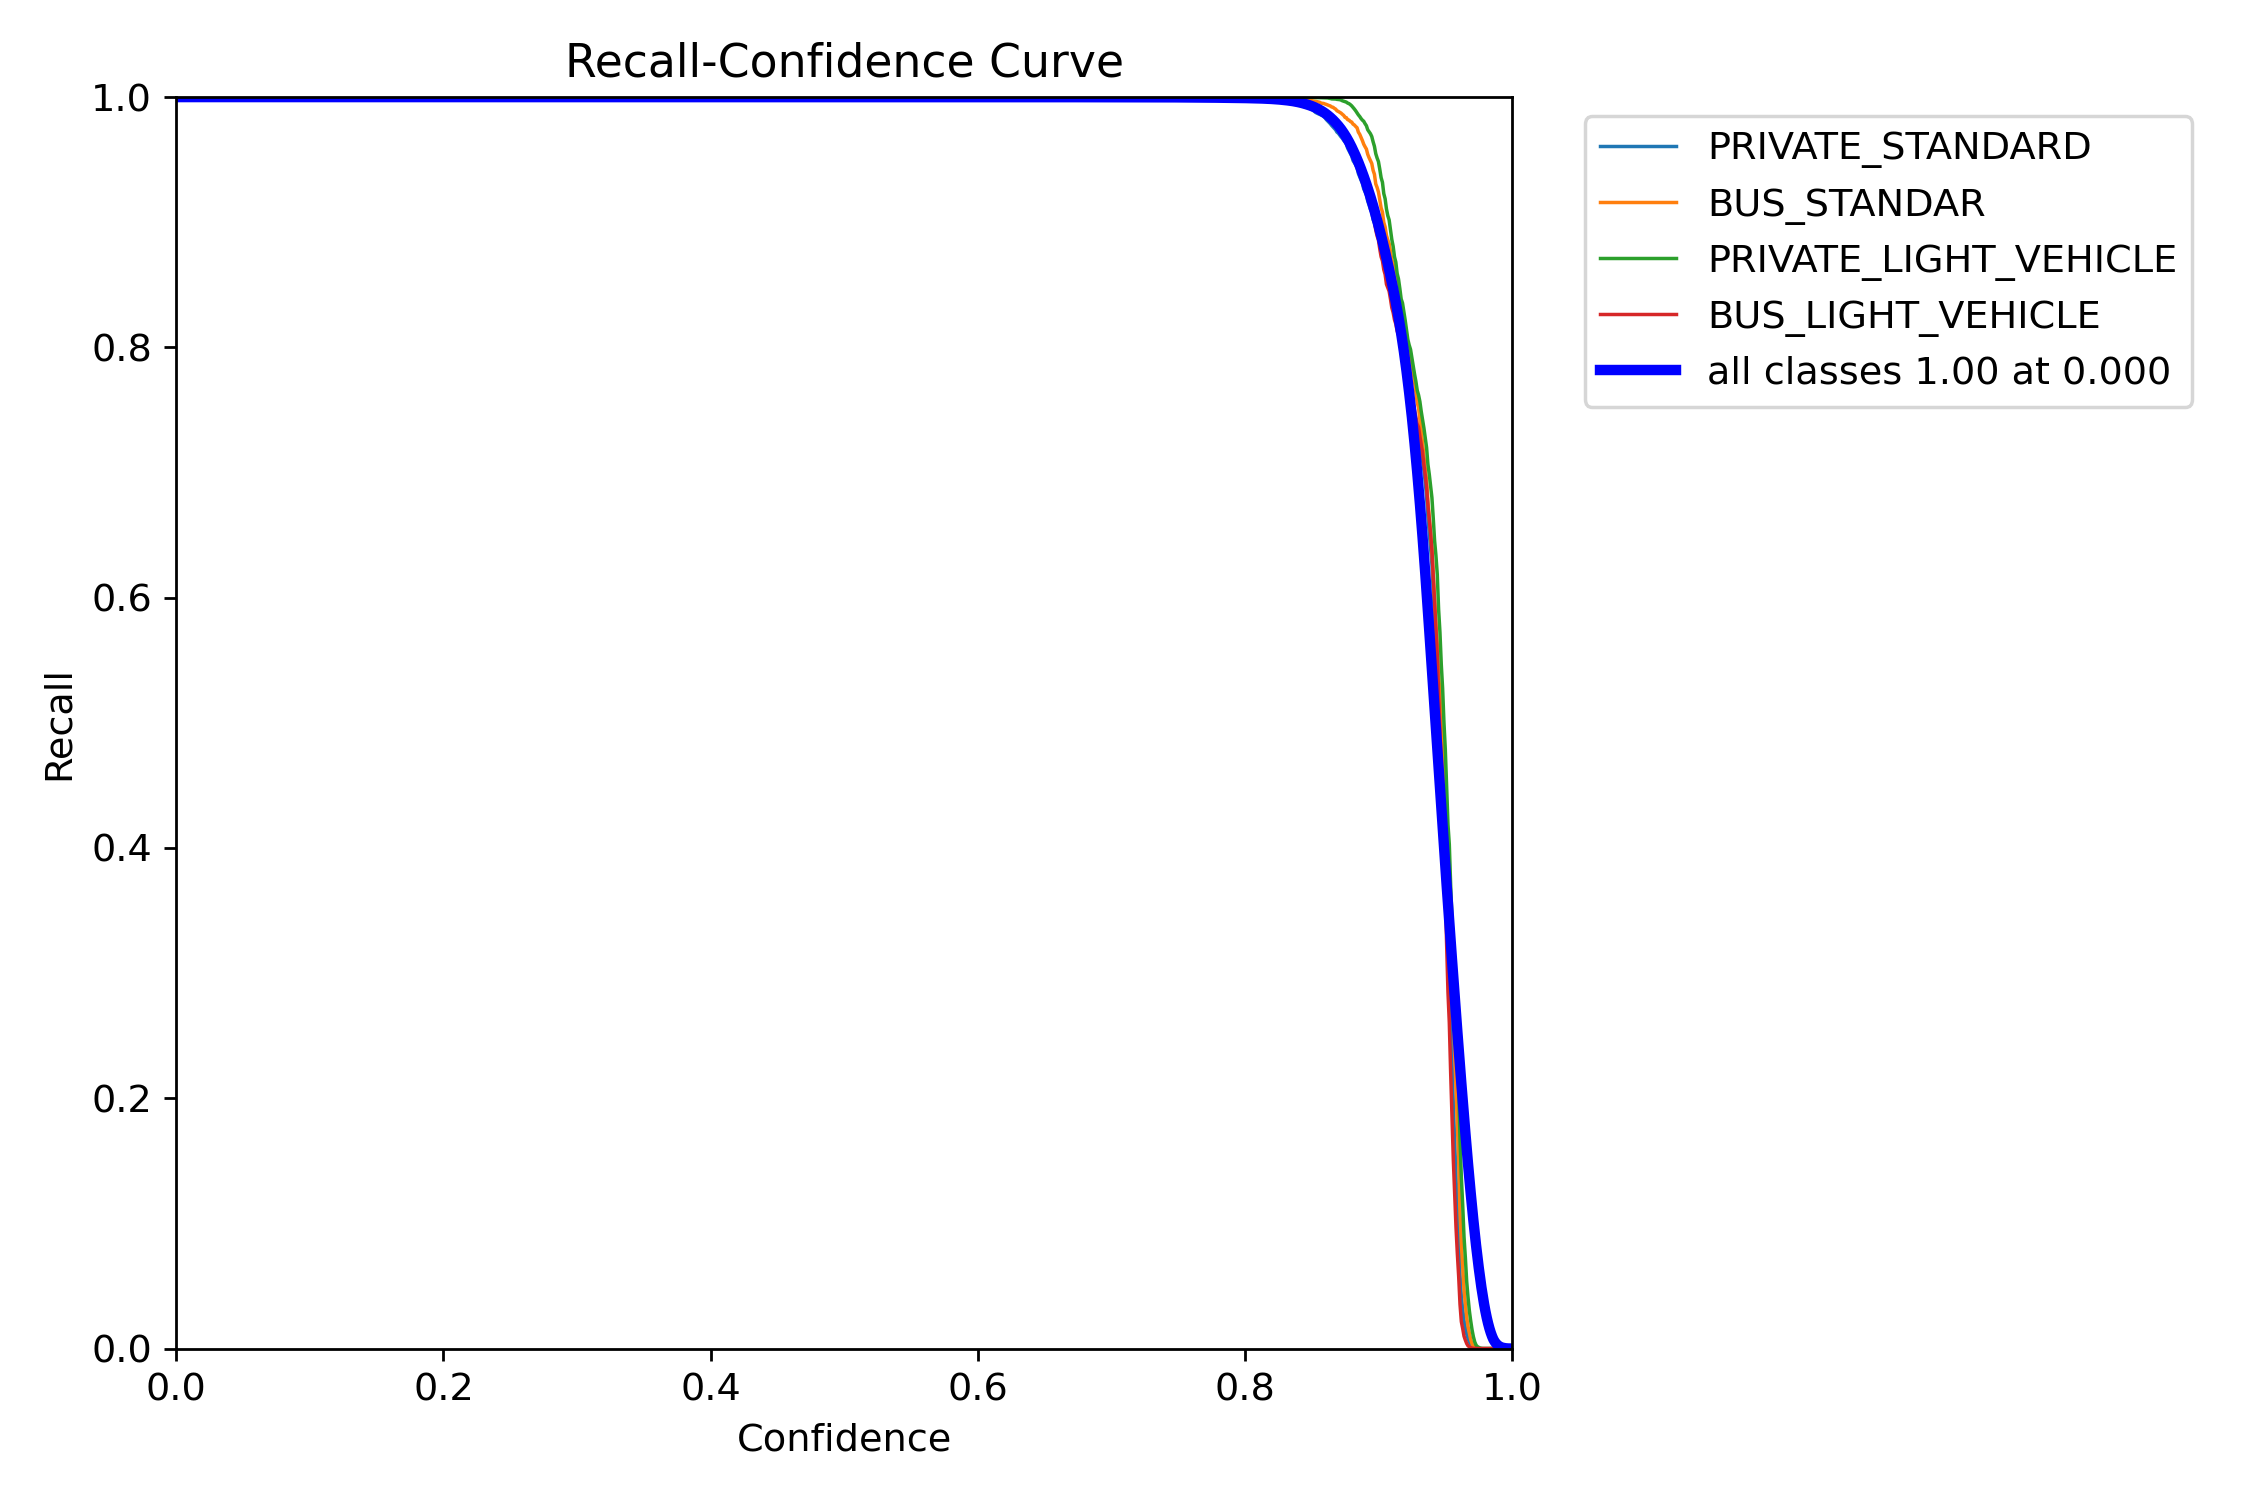 Recall-Confidence Curve
1.0
0.8
0.6
0.4
0.2
0.0
Recall
0.0 0.2 0.4 0.6 0.8 1.0
Confidence
PRIVATE_STANDARD
BUS_STANDAR
PRIVATE_LIGHT_VEHICLE
BUS_LIGHT_VEHICLE
all classes 1.00 at 0.000